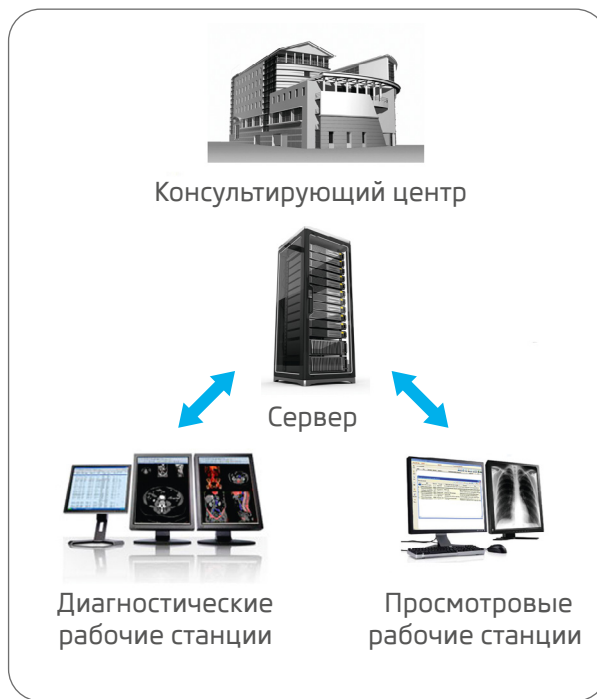 Консультирующий центр
Сервер
Диагностические
рабочие станции
Просмотровые
рабочие станции